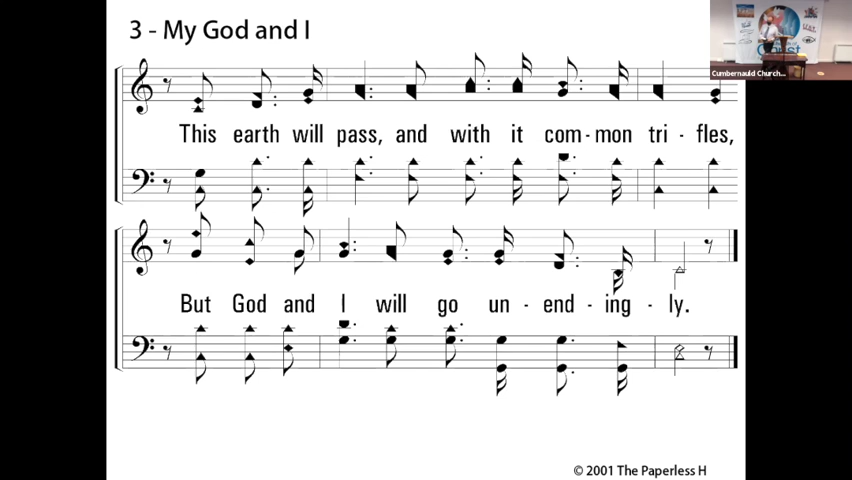 3 - My God and I
Cumbernauld Church...
This earth will pass, and with it com - mon tri - fles,
But God and I will go un - end - ing - ly.
© 2001 The Paperless H